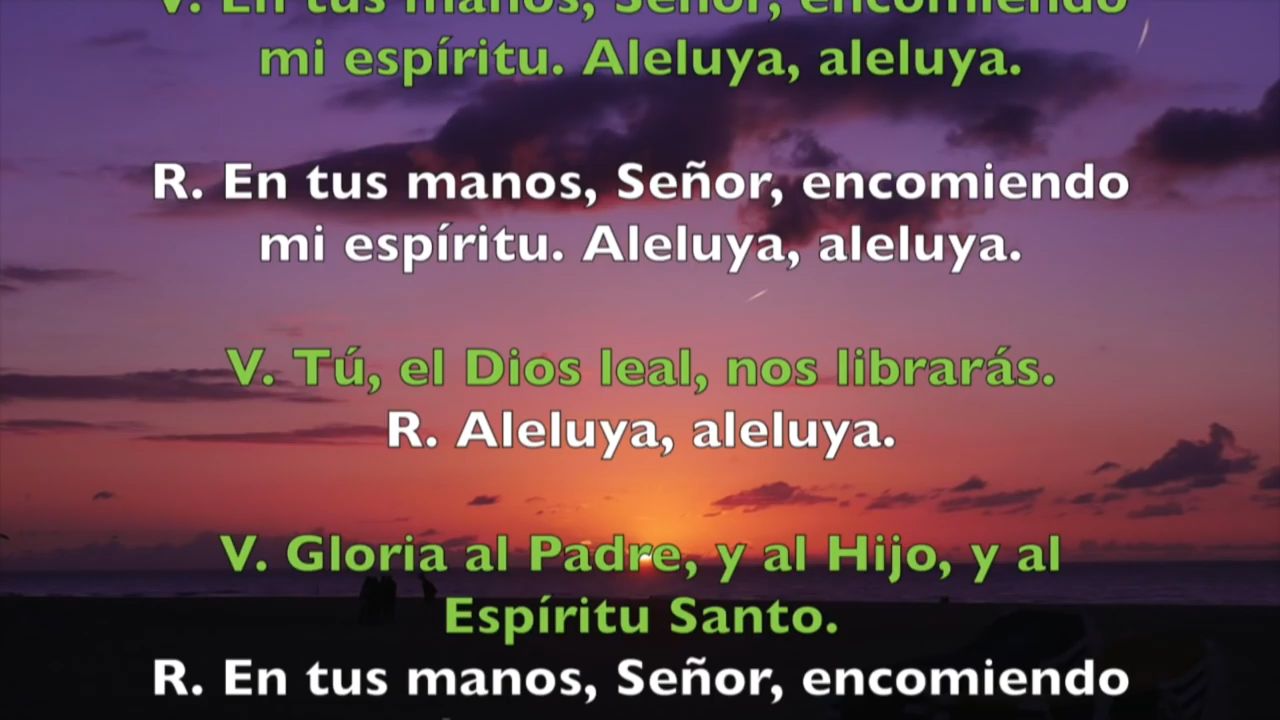 V. En tus manos, Señor, encomiendo
mi espíritu. Aleluya, aleluya.
R. En tus manos, Señor, encomiendo
mi espíritu. Aleluya, aleluya.
V. Tú, el Dios leal, nos librarás.
R. Aleluya, aleluya.
V. Gloria al Padre, y al Hijo, y al
Espíritu Santo.
R. En tus manos, Señor, encomiendo